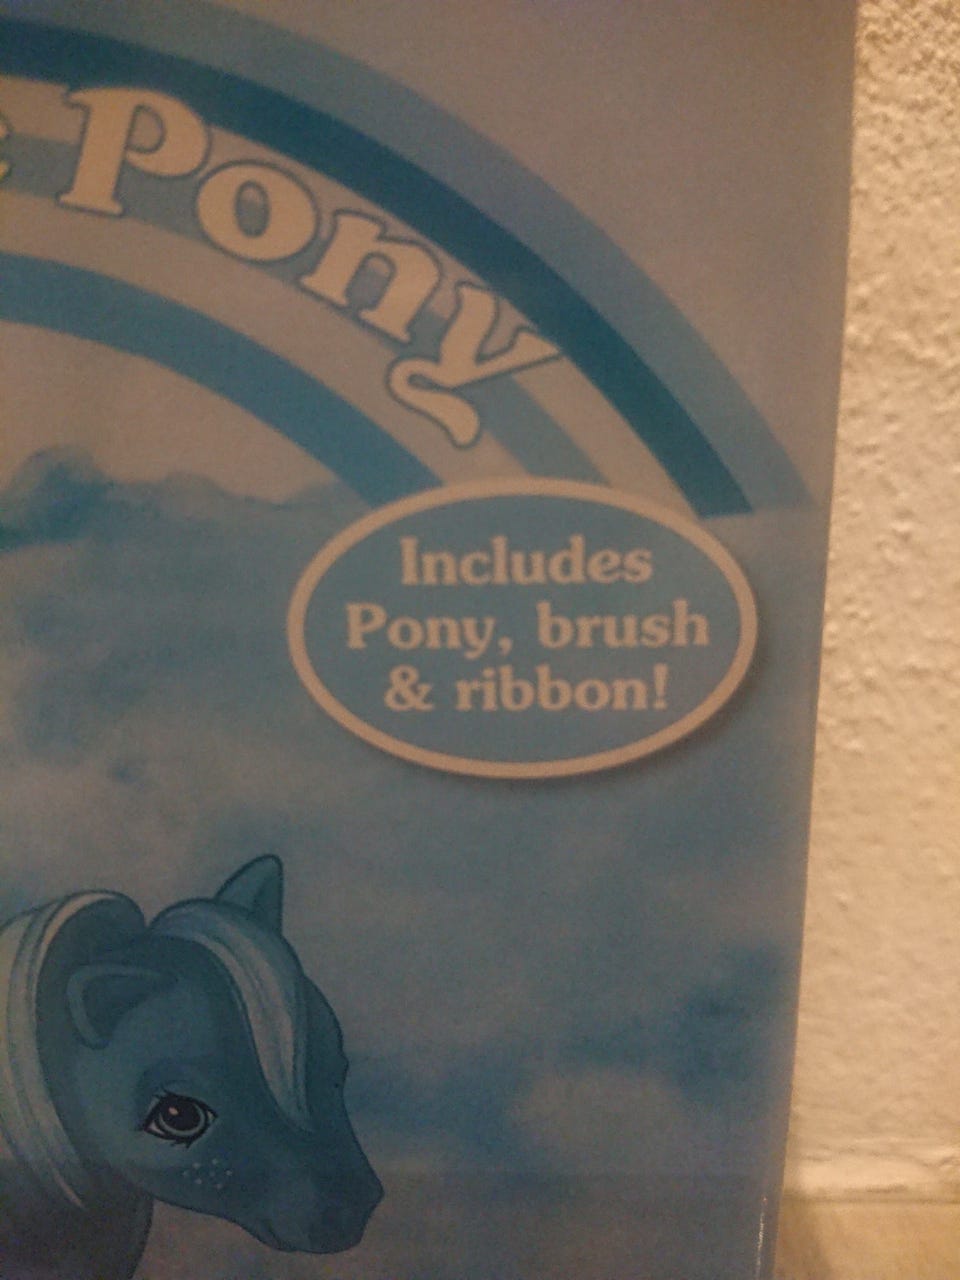 Pony
Includes
Pony, brush
& ribbon!